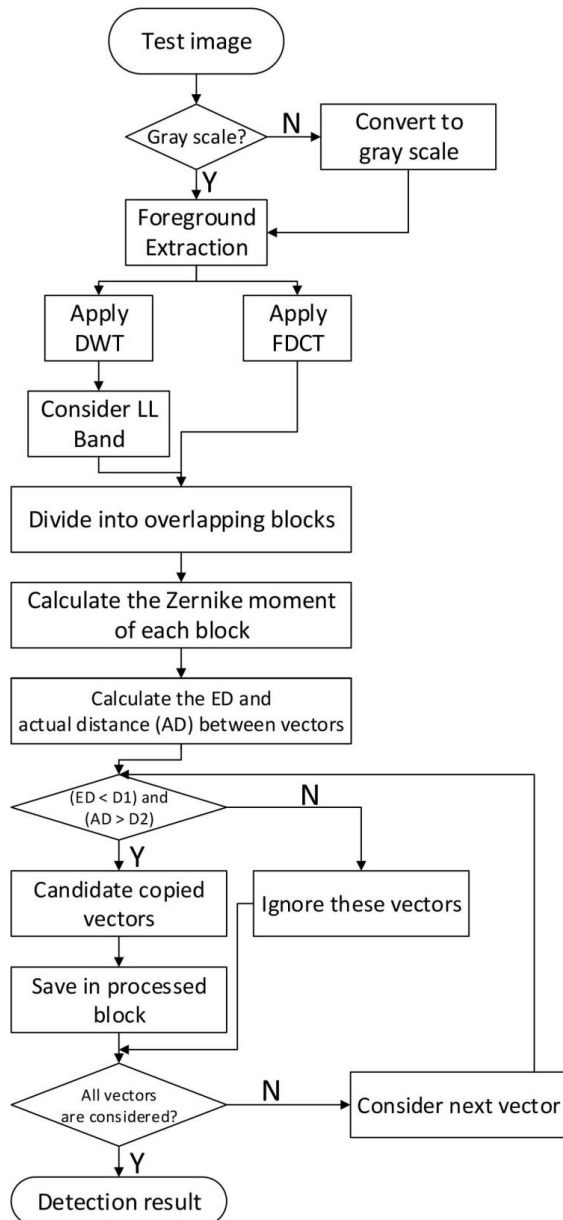 Test image
Gray scale?
N
Convert to
gray scale
Y
Foreground
Extraction
Apply
DWT
Apply
FDCT
Consider LL
Band
Divide into overlapping blocks
Calculate the Zernike moment
of each block
Calculate the ED and
actual distance (AD) between vectors
(ED < D1) and
(AD > D2)
N
Y
Candidate copied
vectors
Ignore these vectors
Save in processed
block
All vectors
are considered?
N
Consider next vector
Y
Detection result